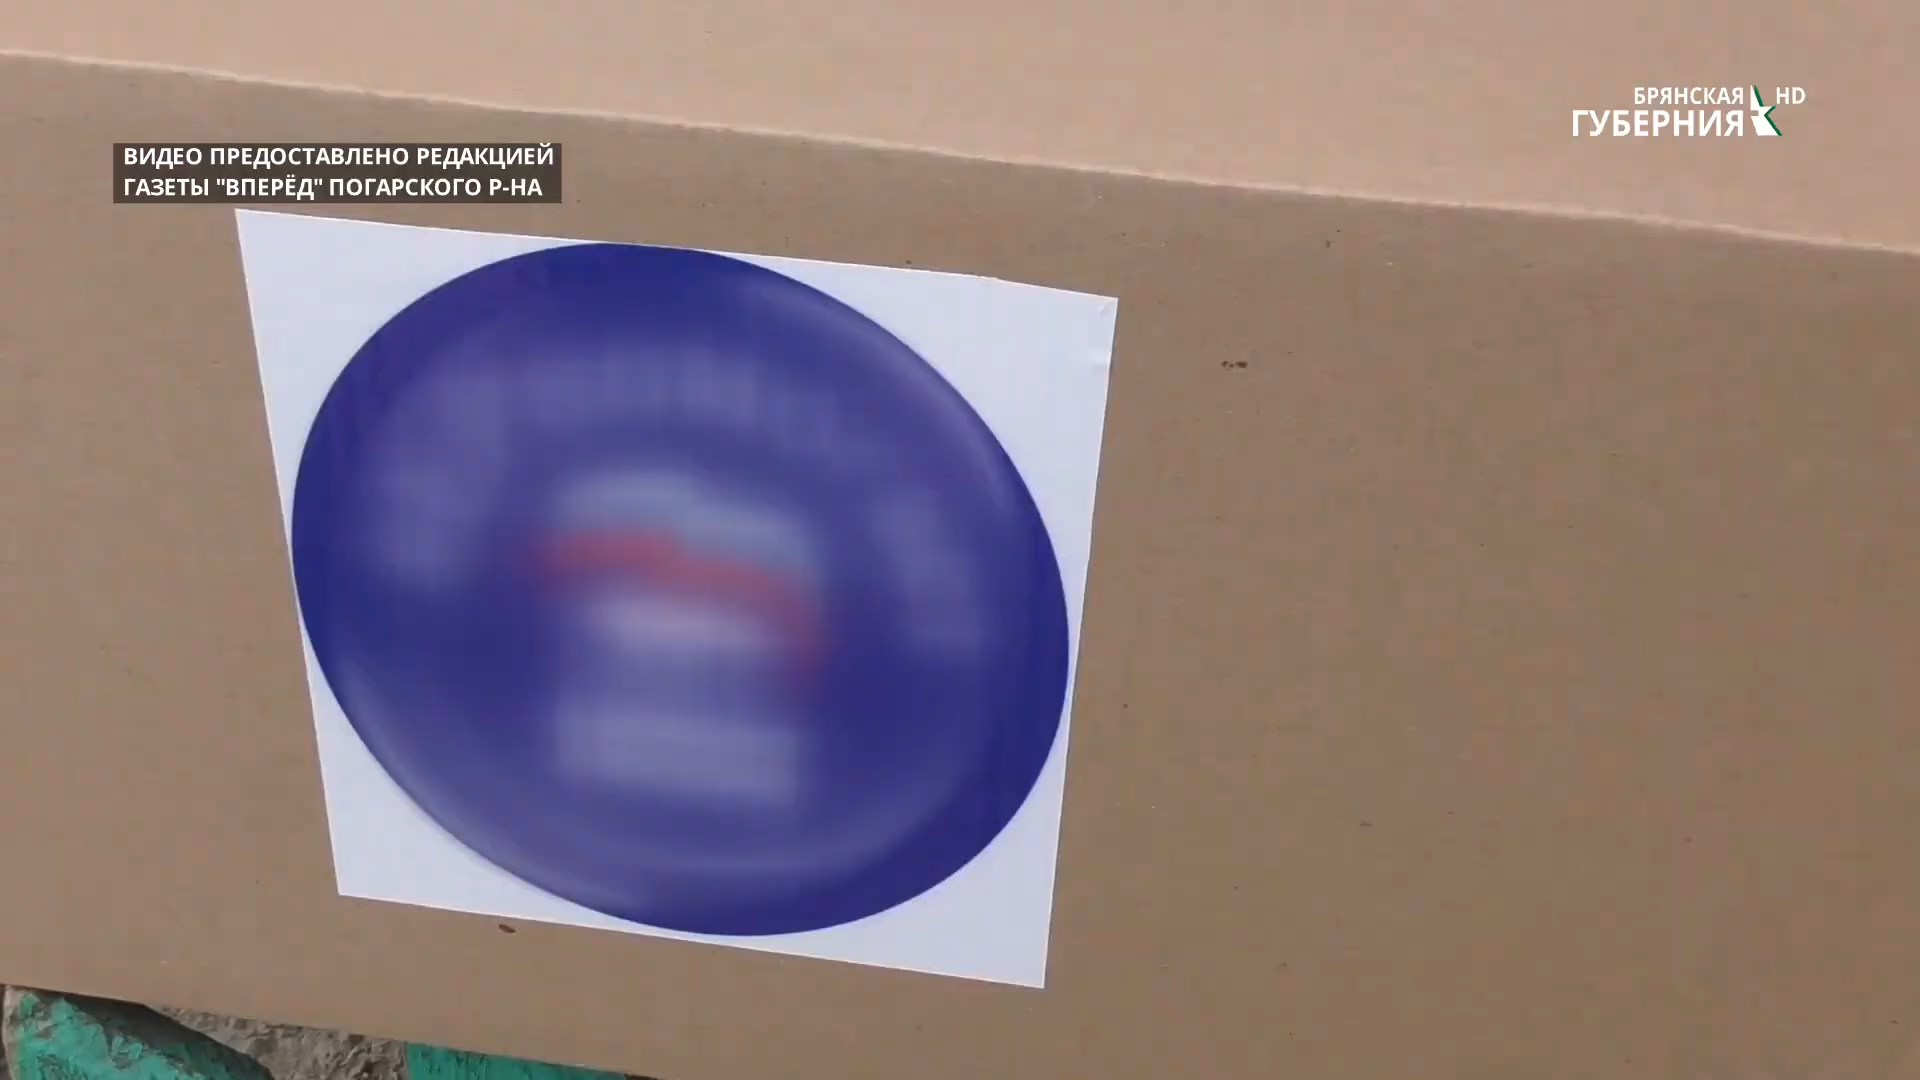 БРЯНСКАЯ HD
ГУБЕРНИЯ
ВИДЕО ПРЕДОСТАВЛЕНО РЕДАКЦИЕЙ
ГАЗЕТЫ "ВПЕРЁД" ПОГАРСКОГО Р-НА